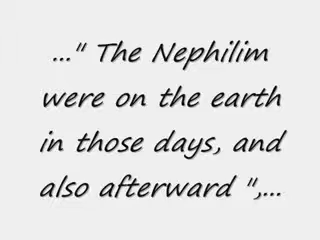 ..." The Nephilim
were on the earth
in those days, and
also afterward ",...